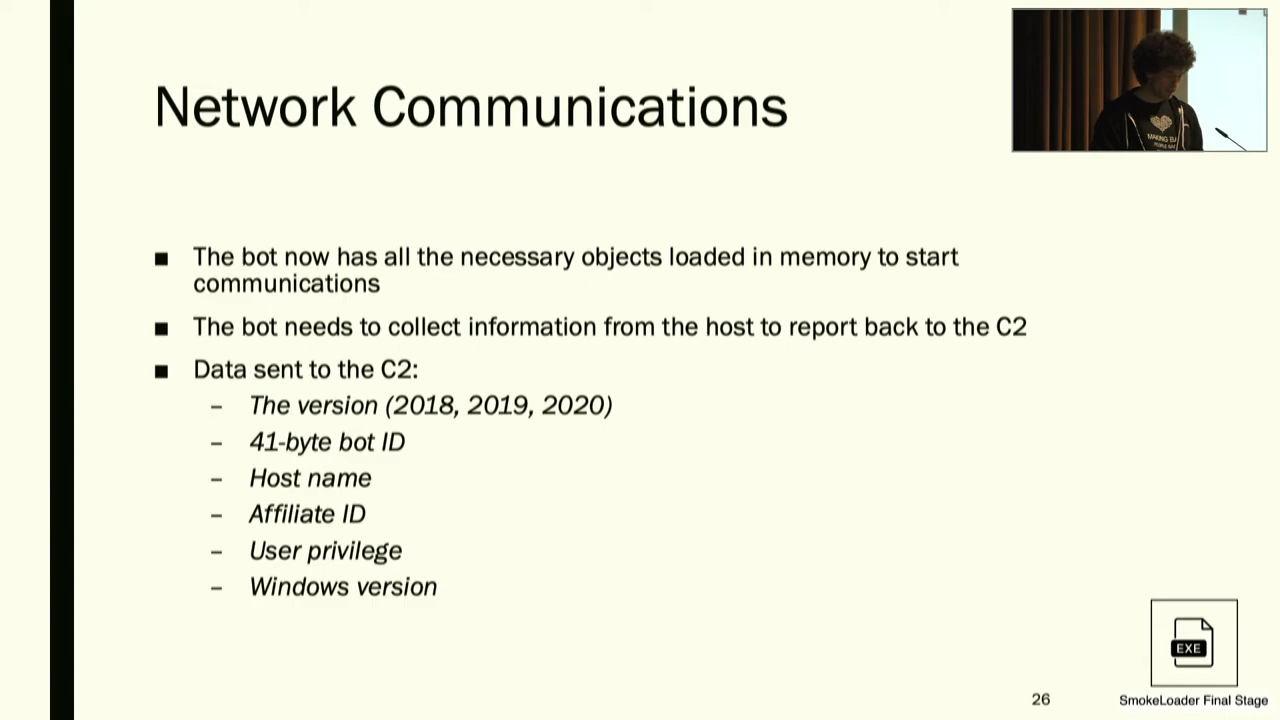 Network Communications
■ The bot now has all the necessary objects loaded in memory to start
communications
■ The bot needs to collect information from the host to report back to the C2
■ Data sent to the C2:
– The version (2018, 2019, 2020)
– 41-byte bot ID
– Host name
– Affiliate ID
– User privilege
– Windows version
MAKING
PEOPLE
EXE
26
SmokeLoader Final Stage